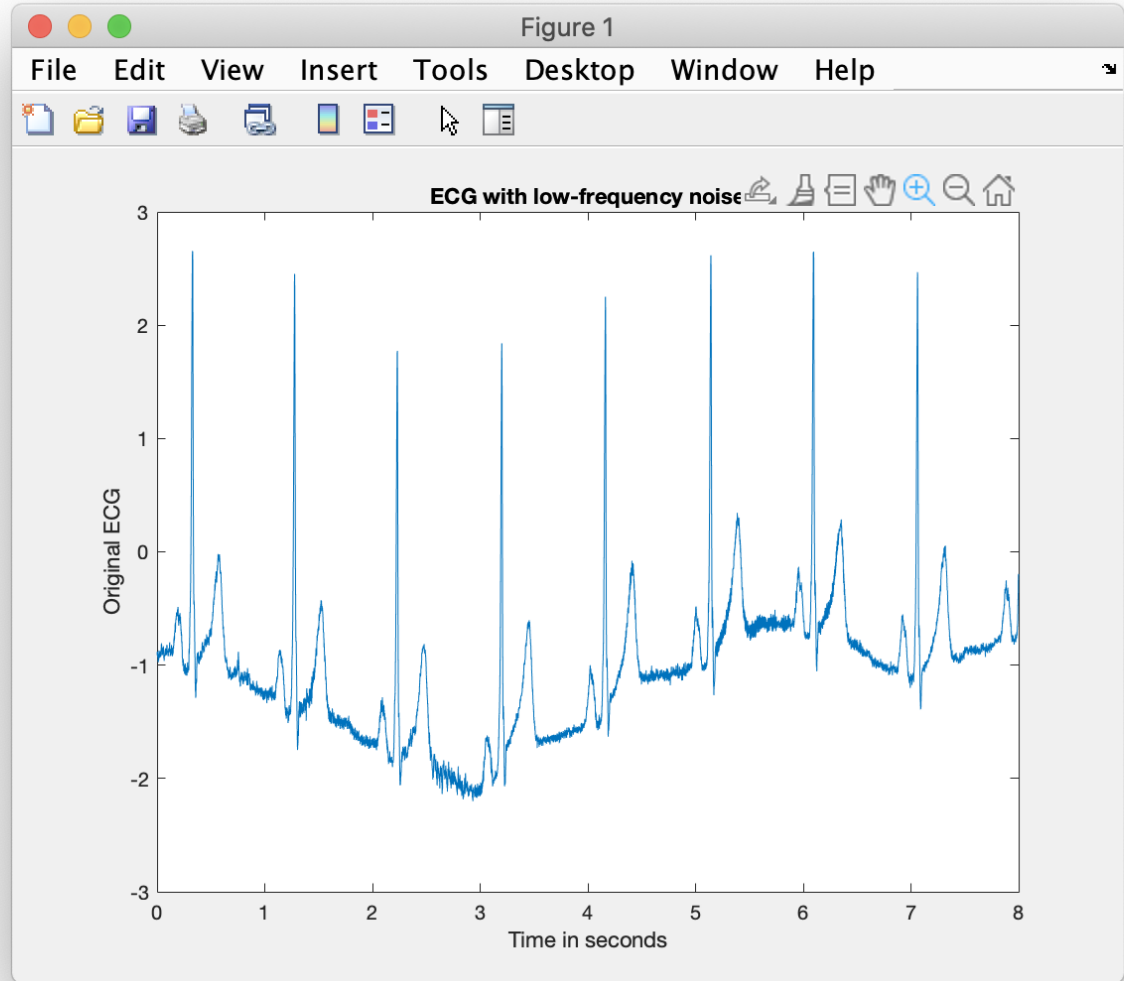 Figure 1
File Edit View Insert Tools Desktop Window Help
ECG with low-frequency noise
3
2
1
0
-1
-2
-3
Original ECG
0 1 2 3 4 5 6 7 8
Time in seconds